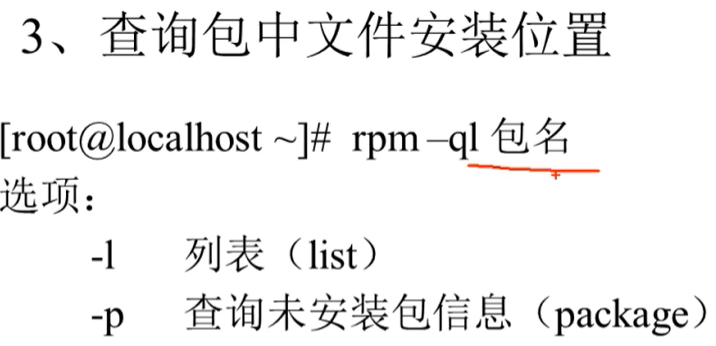 3、查询包中文件安装位置
[root@localhost ~]# rpm –ql 包名
选项：
-l 列表（list）
-p 查询未安装包信息（package）